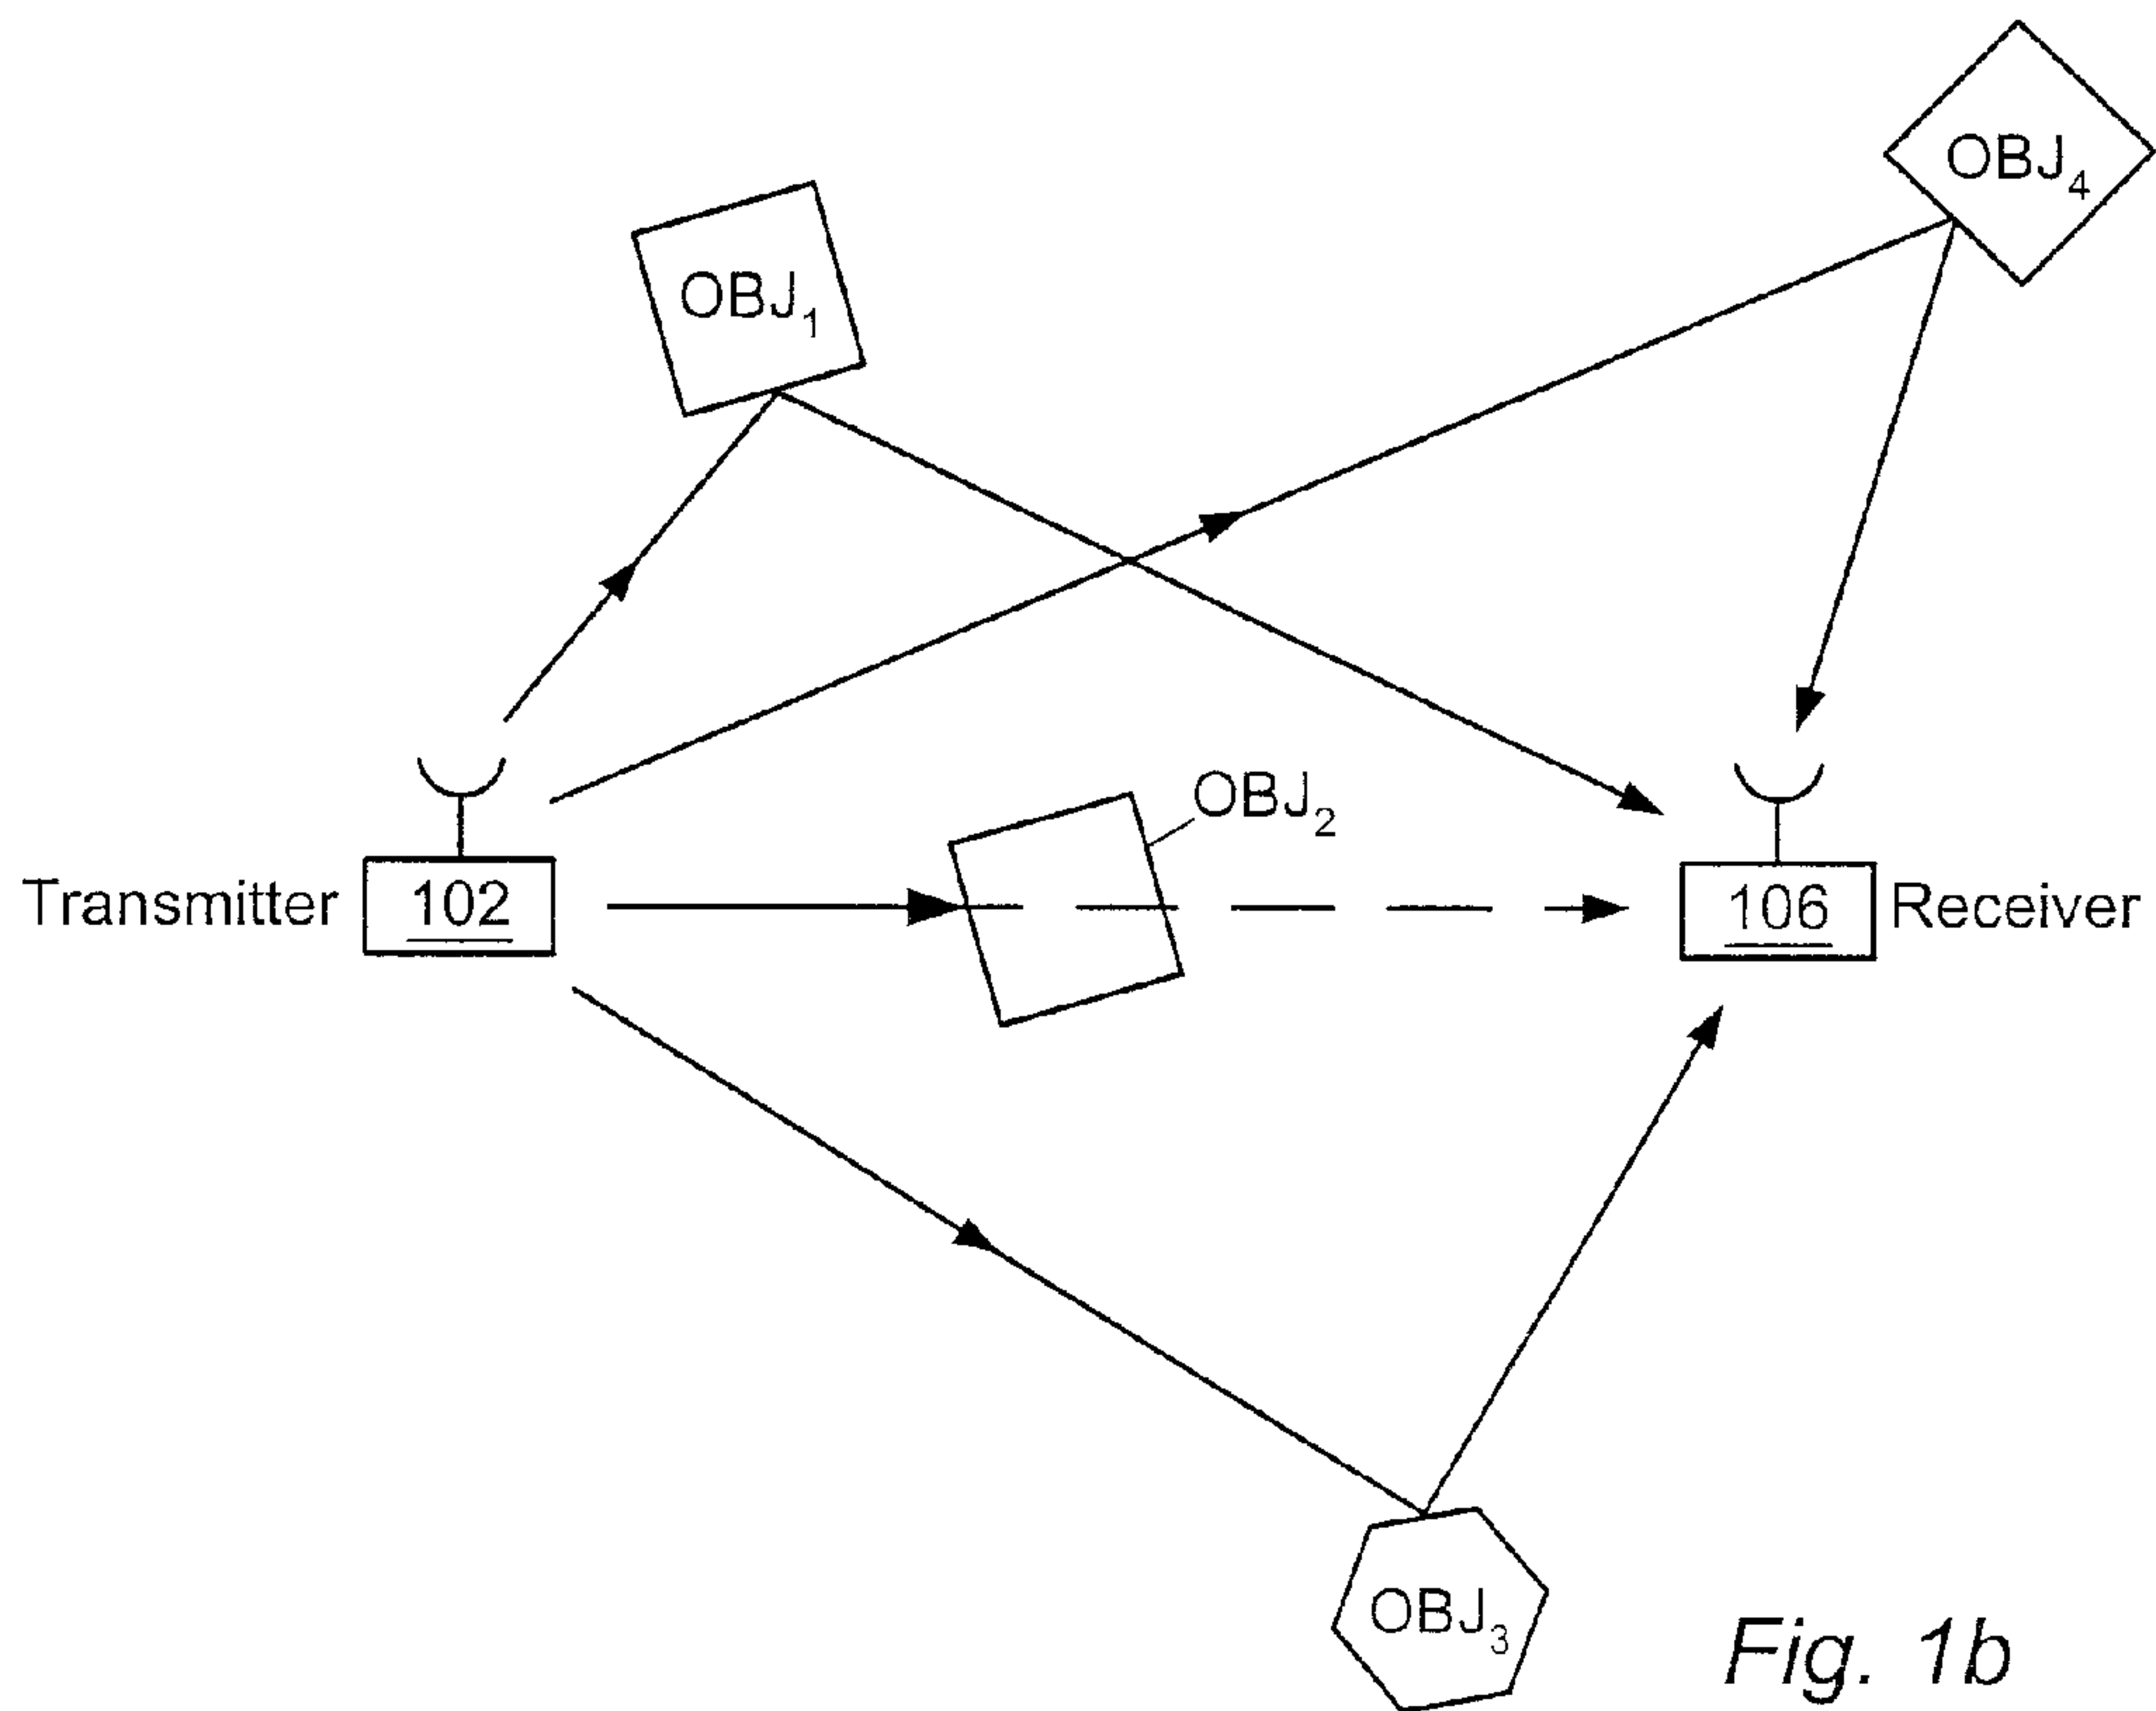 OBJ₄
OBJ₁
OBJ₂
Transmitter 102
106 Receiver
OBJ₃
Fig. 1b